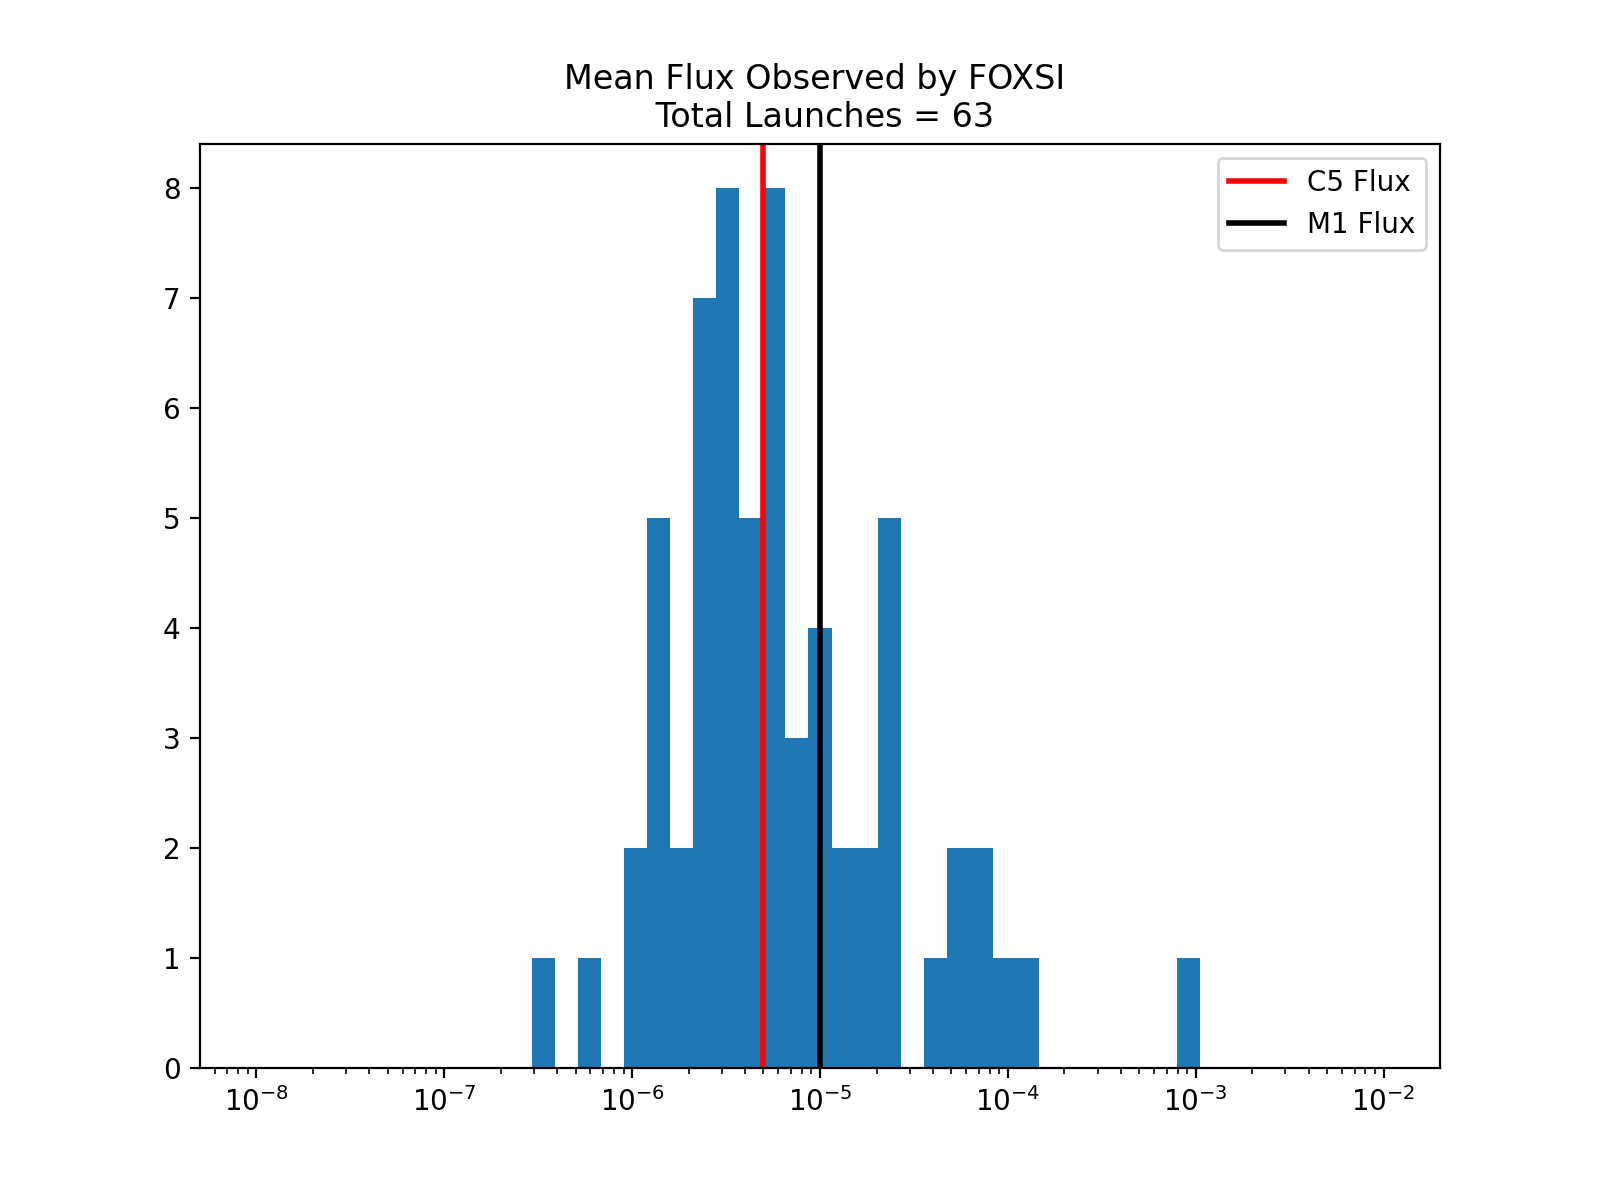 Mean Flux Observed by FOXSI
Total Launches = 63
C5 Flux
M1 Flux
8
7
6
5
4
3
2
1
0
10⁻⁸ 10⁻⁷ 10⁻⁶ 10⁻⁵ 10⁻⁴ 10⁻³ 10⁻²